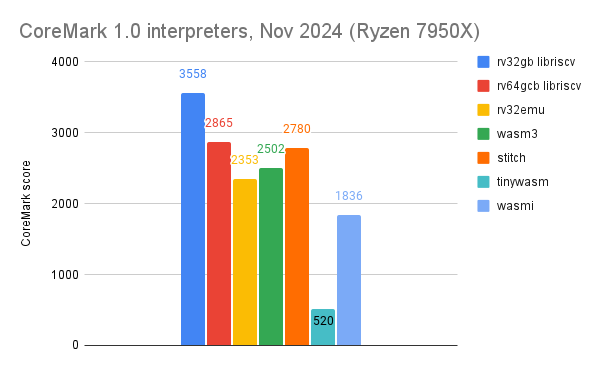 CoreMark 1.0 interpreters, Nov 2024 (Ryzen 7950X)
4000
3000
2000
1000
0
CoreMark score
3558
2865
2353
2502
2780
520
1836
rv32gb libriscv
rv64gcb libriscv
rv32emu
wasm3
stitch
tinywasm
wasmi